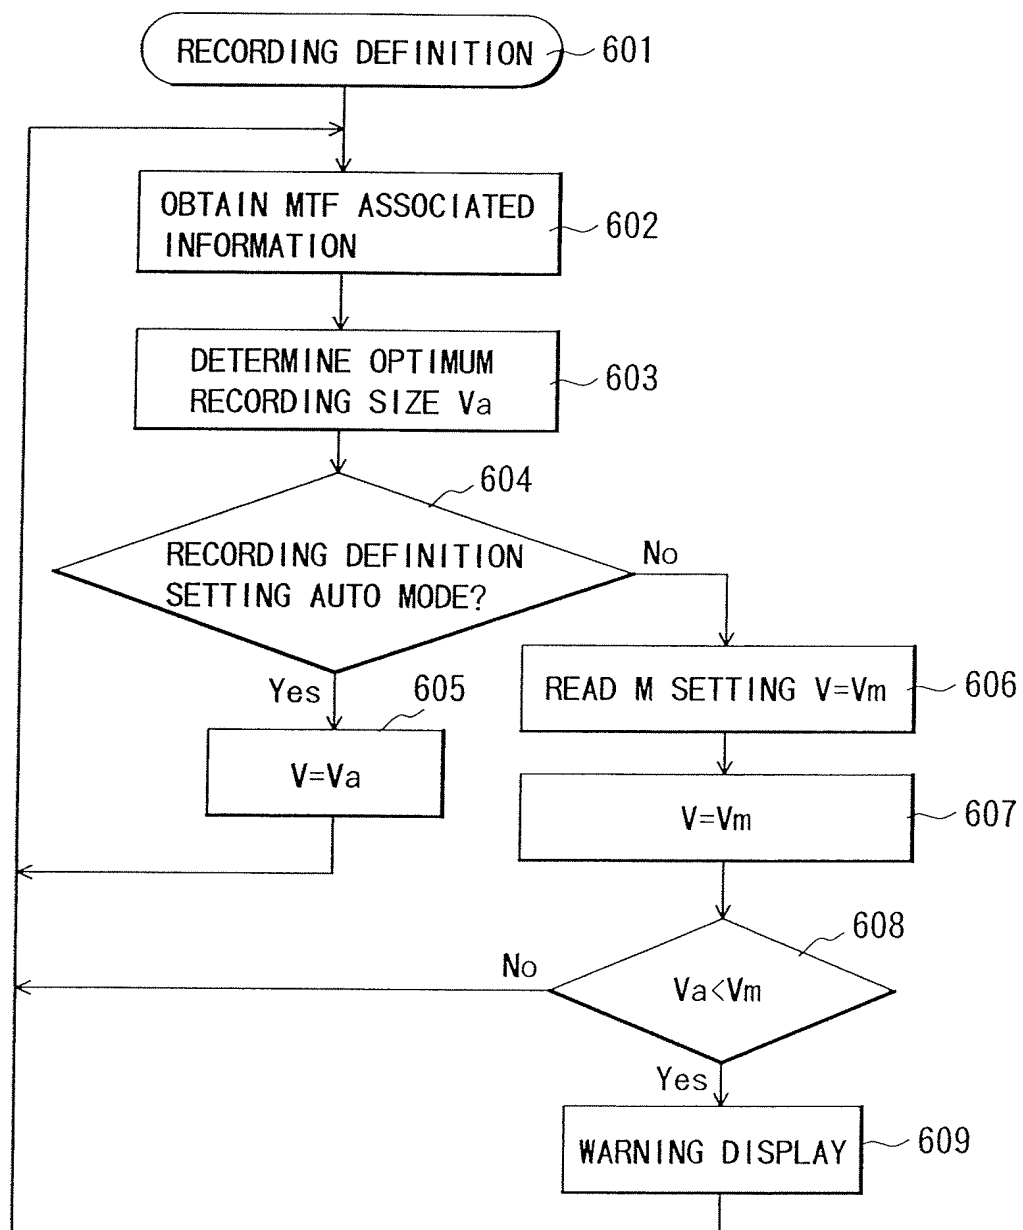 RECORDING DEFINITION
601
OBTAIN MTF ASSOCIATED
INFORMATION
602
DETERMINE OPTIMUM
RECORDING SIZE Va
603
604
RECORDING DEFINITION
SETTING AUTO MODE?
No
Yes
605
V=Va
READ M SETTING V=Vm
606
V=Vm
607
608
Va<Vm
No
Yes
WARNING DISPLAY
609